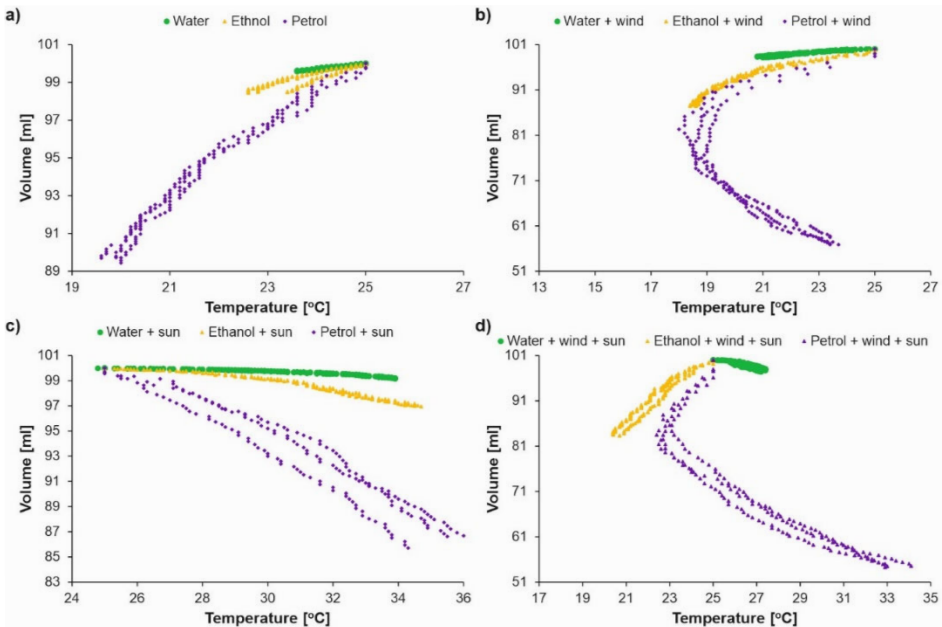 a)
Water Ethnol Petrol
101
99
97
95
93
91
89
19 21 23 25 27
Volume [ml]
Temperature [°C]
b)
Water + wind Ethanol + wind Petrol + wind
101
91
81
71
61
51
13 15 17 19 21 23 25 27
Volume [ml]
Temperature [°C]
c)
Water + sun Ethanol + sun Petrol + sun
101
99
97
95
93
91
89
87
85
83
24 26 28 30 32 34 36
Volume [ml]
Temperature [°C]
d)
Water + wind + sun Ethanol + wind + sun Petrol + wind + sun
101
91
81
71
61
51
17 19 21 23 25 27 29 31 33 35
Volume [ml]
Temperature [°C]